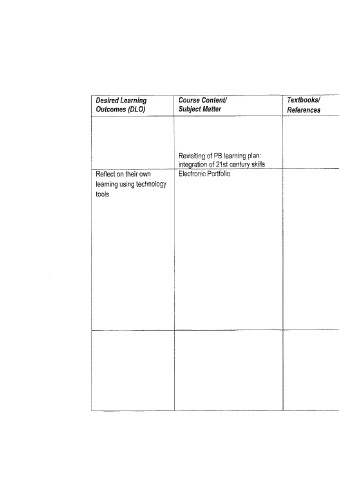 Desired Learning
Outcomes (DLO)
Course Content/
Subject Matter
Textbooks/
References
Revisiting of PB learning plan:
integration of 21st century skills
Reflect on their own
learning using technology
tools
Electronic Portfolio